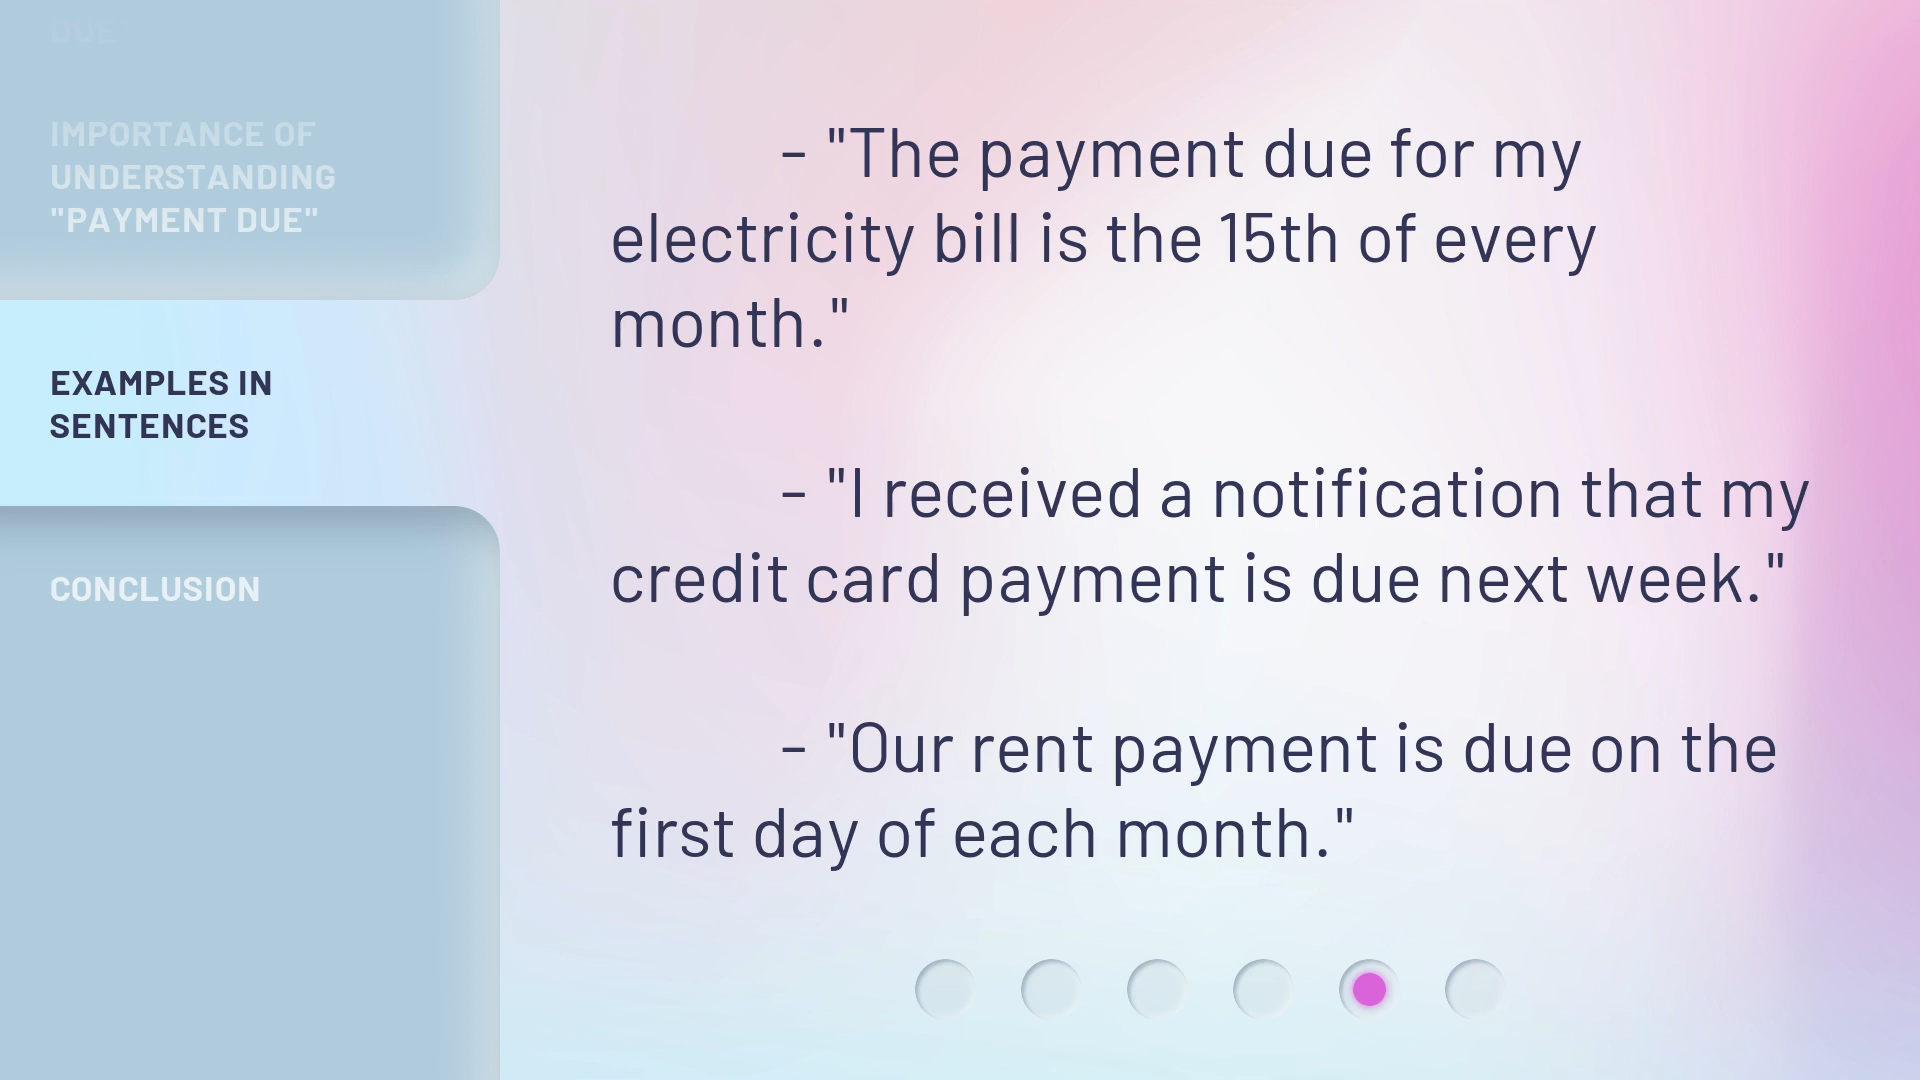 DUE"
IMPORTANCE OF
UNDERSTANDING
"PAYMENT DUE"
EXAMPLES IN
SENTENCES
CONCLUSION
- "The payment due for my
electricity bill is the 15th of every
month."
- "I received a notification that my
credit card payment is due next week."
- "Our rent payment is due on the
first day of each month."